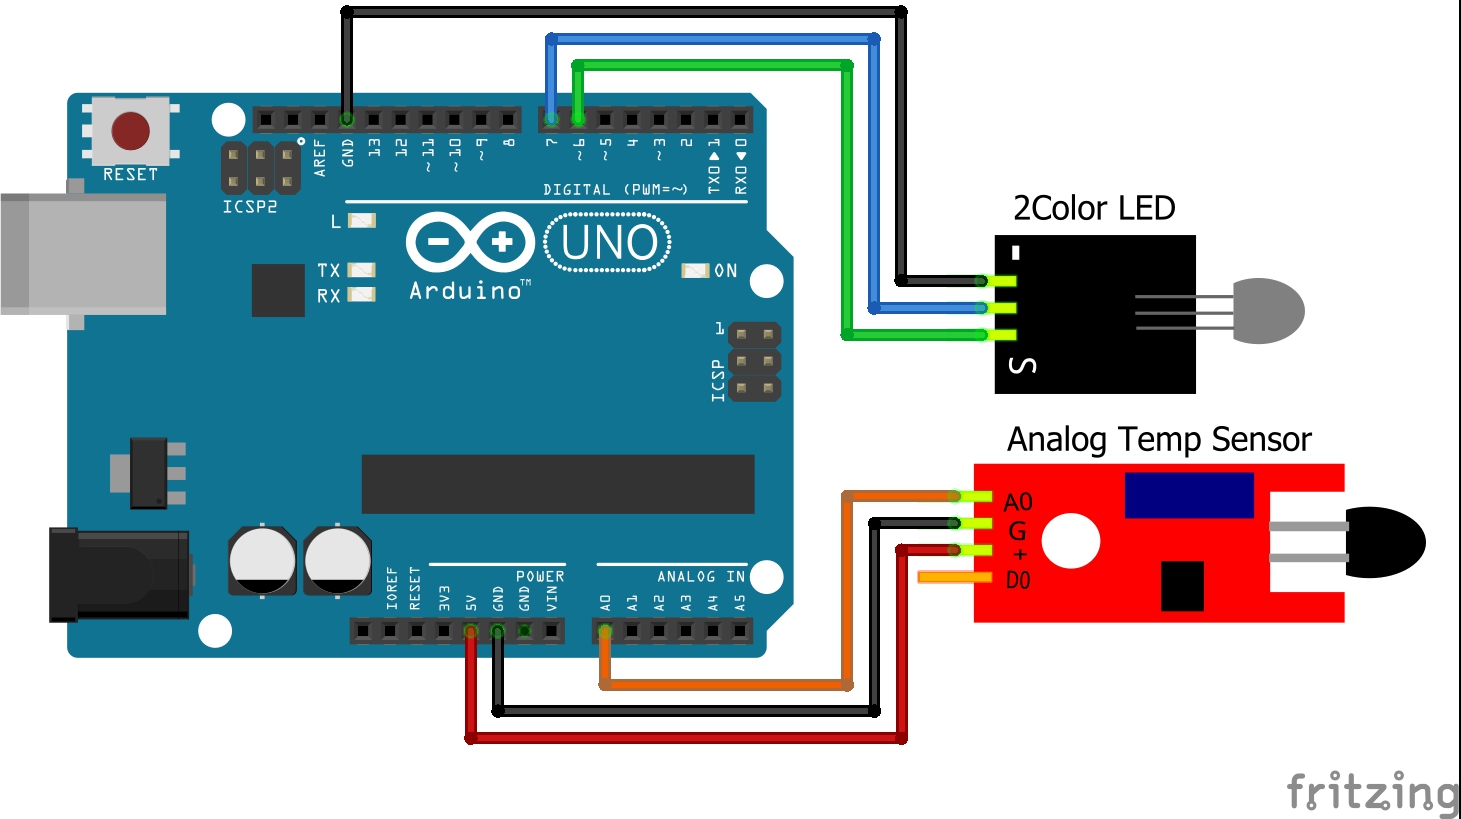 RESET
ICSP2
AREF
GND
13
12
~11
~10
~9
8
7
~6
~5
4
~3
2
TX0▶1
RX0◀0
DIGITAL (PWM=~)
L
TX
RX
UNO
Arduino™
ON
1
ICSP
2Color LED
-
S
Analog Temp Sensor
A0
G
+
D0
POWER
ANALOG IN
IOREF
RESET
3V3
5V
GND
GND
VIN
A0
A1
A2
A3
A4
A5
fritzing